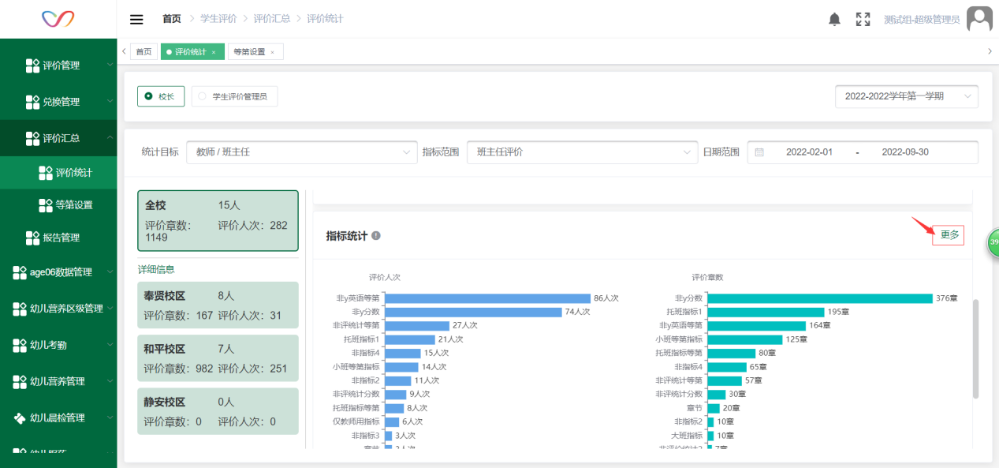 首页 > 学生评价 > 评价汇总 > 评价统计
测试组-超级管理员
评价管理
兑换管理
评价汇总
评价统计
等第设置
报告管理
age06数据管理
幼儿营养区级管理
幼儿考勤
幼儿营养管理
幼儿晨检管理
首页
评价统计 ×
等第设置 ×
校长
学生评价管理员
2022-2022学年第一学期
统计目标
教师 / 班主任
指标范围
班主任评价
日期范围
2022-02-01 - 2022-09-30
全校 15人
评价章数: 1149
评价人次: 282
详细信息
奉贤校区 8人
评价章数: 167 评价人次: 31
和平校区 7人
评价章数: 982 评价人次: 251
静安校区 0人
评价章数: 0 评价人次: 0
指标统计
更多
39
评价人次
非y英语等第 86人次
非y分数 74人次
非评统计等第 27人次
托班指标1 21人次
非指标4 15人次
小班等第指标 14人次
非指标2 11人次
非评统计分数 9人次
托班指标等第 8人次
仅教师用指标 6人次
非指标3 3人次
评价章数
非y分数 376章
托班指标1 195章
非y英语等第 164章
小班等第指标 125章
托班指标等第 80章
非指标4 65章
非评统计等第 57章
非评统计分数 30章
章节 20章
非指标2 10章
大班指标 10章